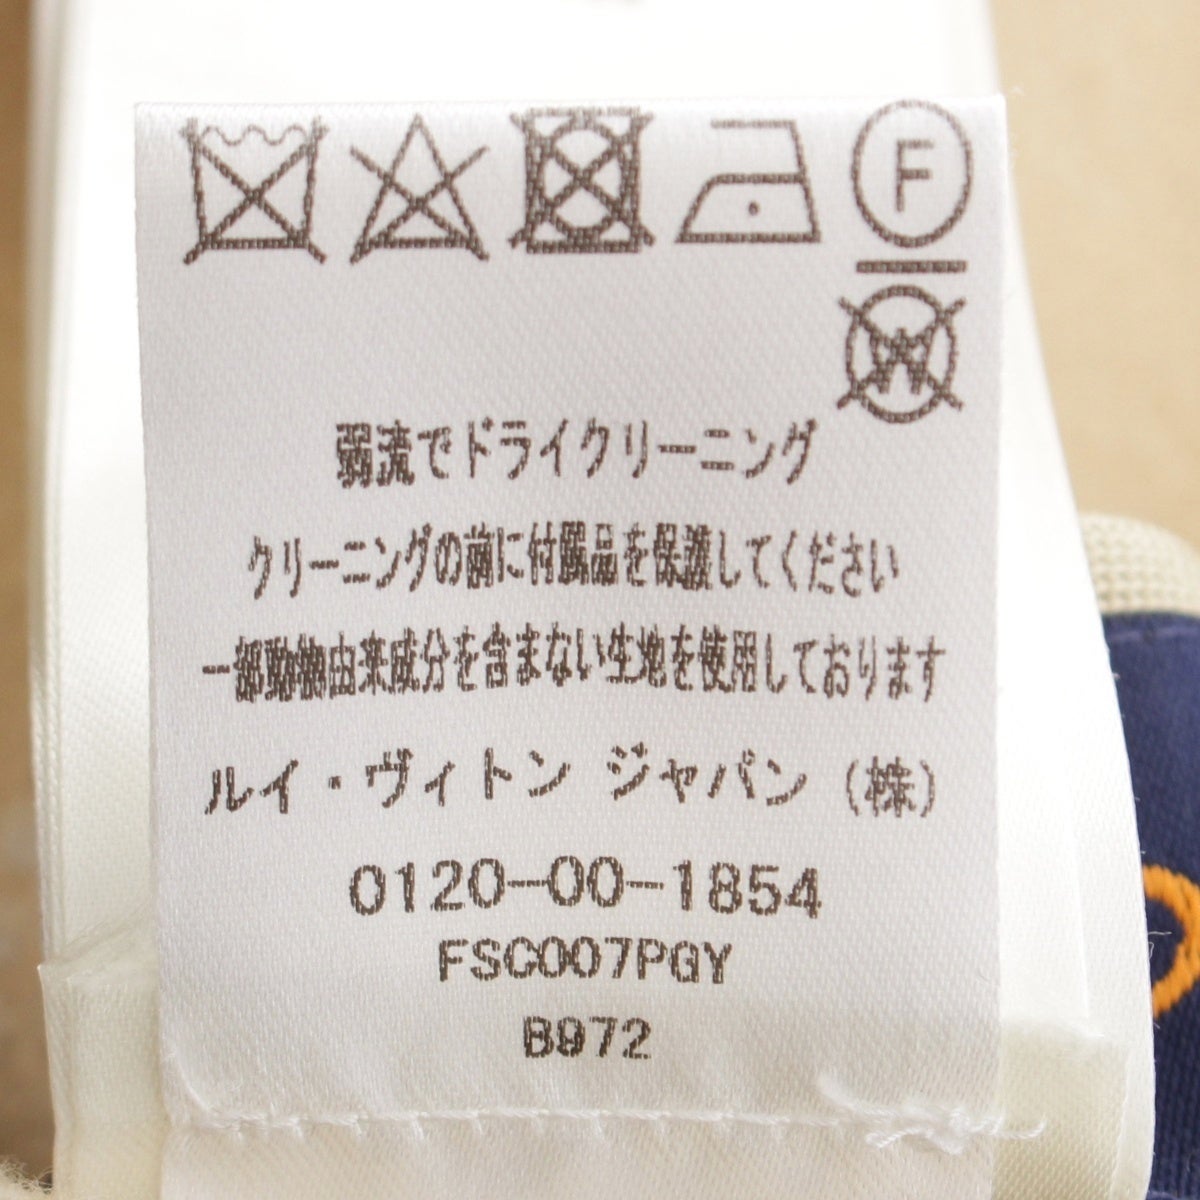 F
W
弱流でドライクリーニング
クリーニングの前に付属品を保護してください
一部動物由来成分を含まない生地を使用しております
ルイ・ヴィトン ジャパン (株)
0120-00-1854
FSC007PGY
B972